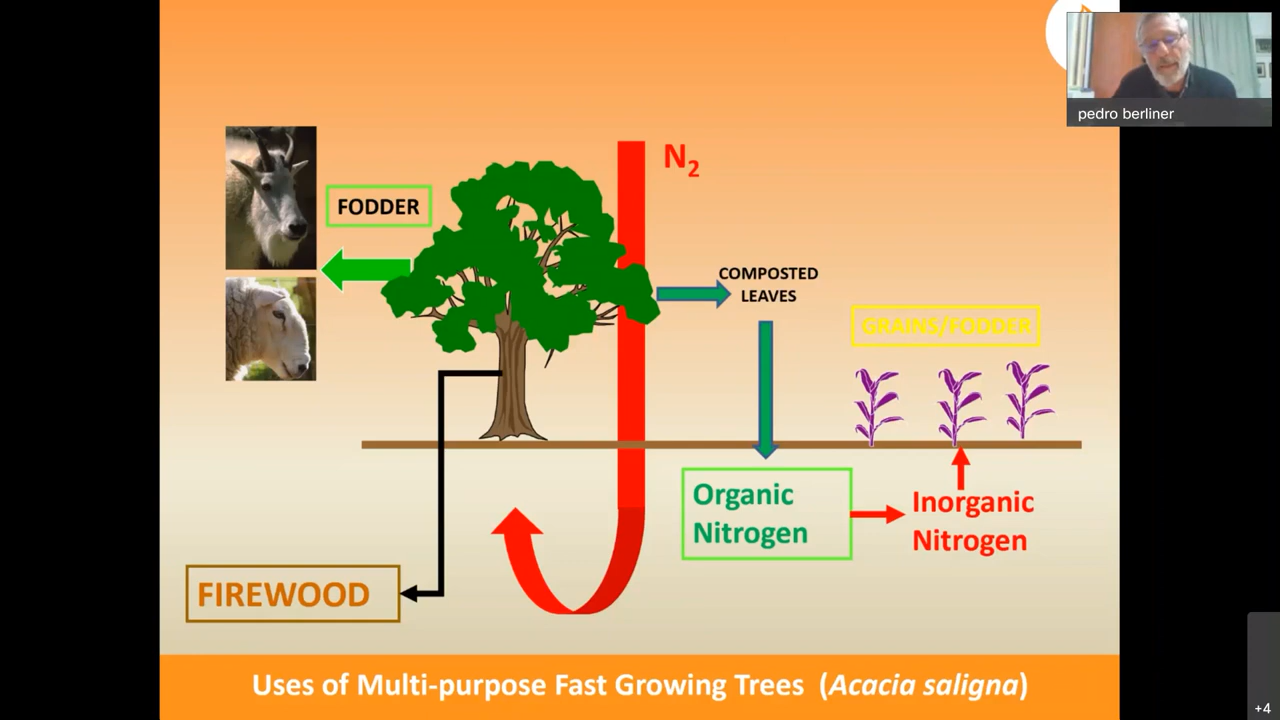 pedro berliner
N2
FODDER
COMPOSTED
LEAVES
GRAINS/FODDER
Organic
Nitrogen
Inorganic
Nitrogen
FIREWOOD
Uses of Multi-purpose Fast Growing Trees (Acacia saligna)
+4